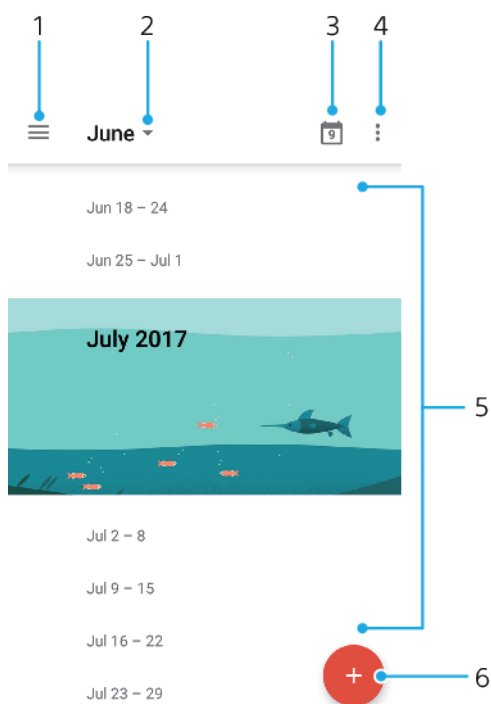 1 2 3 4
June
9
Jun 18 – 24
Jun 25 – Jul 1
July 2017
5
Jul 2 – 8
Jul 9 – 15
Jul 16 – 22
6
Jul 23 – 29